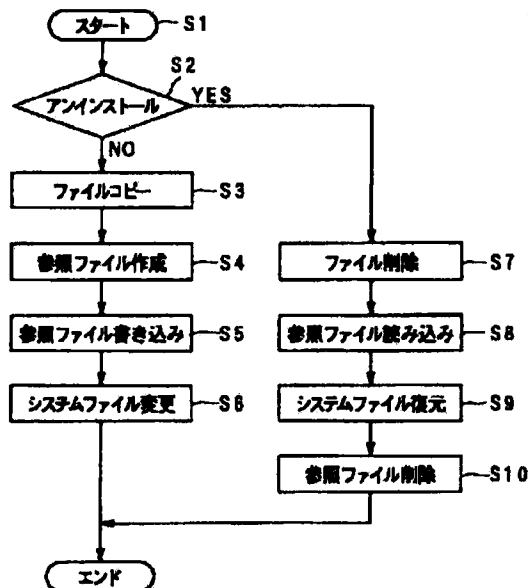 スタート S1
S2
アンインストール YES
NO
ファイルコピー S3
参照ファイル作成 S4
参照ファイル書き込み S5
システムファイル変更 S6
ファイル削除 S7
参照ファイル読み込み S8
システムファイル復元 S9
参照ファイル削除 S10
エンド